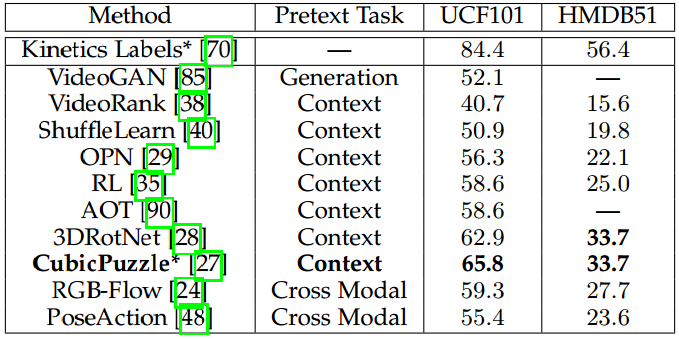 Method Pretext Task UCF101 HMDB51
Kinetics Labels* [70] — 84.4 56.4
VideoGAN [85] Generation 52.1 —
VideoRank [38] Context 40.7 15.6
ShuffleLearn [40] Context 50.9 19.8
OPN [29] Context 56.3 22.1
RL [35] Context 58.6 25.0
AOT [90] Context 58.6 —
3DRotNet [28] Context 62.9 33.7
CubicPuzzle* [27] Context 65.8 33.7
RGB-Flow [24] Cross Modal 59.3 27.7
PoseAction [48] Cross Modal 55.4 23.6